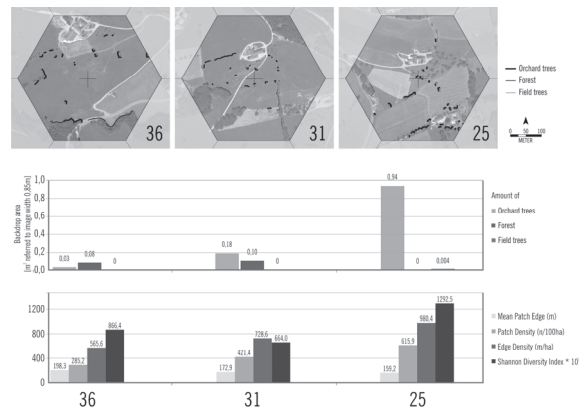 36
31
25
Orchard trees
Forest
Field trees
0 50 100
METER
Backdrop area
[m² referred to image width 0,85m]
1,0
0,8
0,6
0,4
0,2
0,0
0,03
0,08
0
0,18
0,10
0
0,94
0
0,004
Amount of
Orchard trees
Forest
Field trees
1200
800
400
0
198,3
285,2
565,6
866,4
172,9
421,4
728,6
664,0
159,2
615,9
980,4
1292,5
Mean Patch Edge (m)
Patch Density (n/100ha)
Edge Density (m/ha)
Shannon Diversity Index * 10
36
31
25